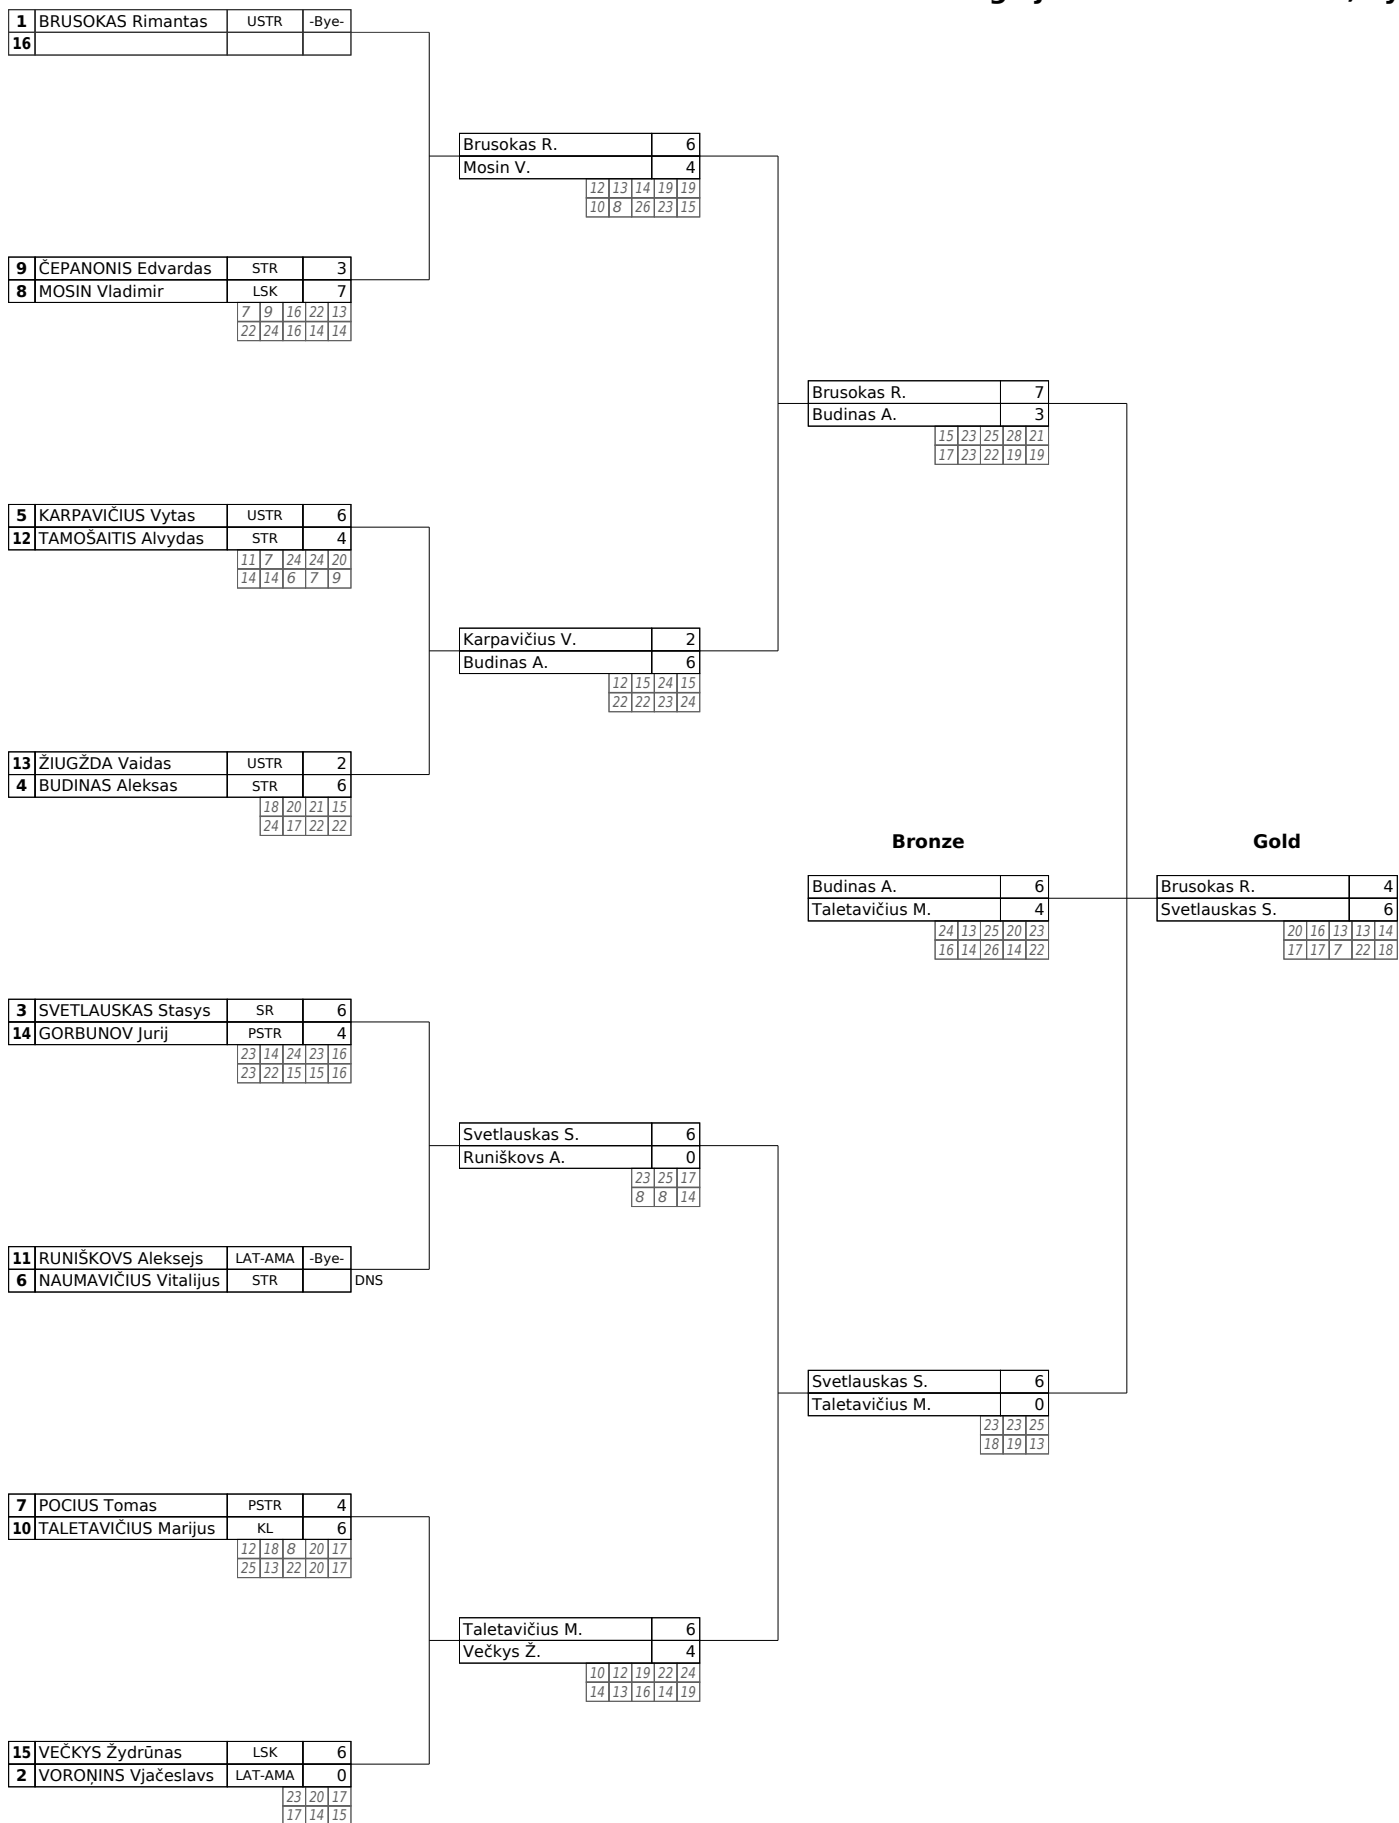 1 BRUSOKAS Rimantas USTR -Bye-
16
Brusokas R. 6
Mosin V. 4
12 13 14 19 19
10 8 26 23 15
9 ČEPANONIS Edvardas STR 3
8 MOSIN Vladimir LSK 7
7 9 16 22 13
22 24 16 14 14
Brusokas R. 7
Budinas A. 3
15 23 25 28 21
17 23 22 19 19
5 KARPAVIČIUS Vytas USTR 6
12 TAMOŠAITIS Alvydas STR 4
11 7 24 24 20
14 14 6 7 9
Karpavičius V. 2
Budinas A. 6
12 15 24 15
22 22 23 24
13 ŽIUGŽDA Vaidas USTR 2
4 BUDINAS Aleksas STR 6
18 20 21 15
24 17 22 22
Bronze Gold
Budinas A. 6 Brusokas R. 4
Taletavičius M. 4 Svetlauskas S. 6
24 13 25 20 23 20 16 13 13 14
16 14 26 14 22 17 17 7 22 18
3 SVETLAUSKAS Stasys SR 6
14 GORBUNOV Jurij PSTR 4
23 14 24 23 16
23 22 15 15 16
Svetlauskas S. 6
Runiškovs A. 0
23 25 17
8 8 14
11 RUNIŠKOVS Aleksejs LAT-AMA -Bye-
6 NAUMAVIČIUS Vitalijus STR DNS
Svetlauskas S. 6
Taletavičius M. 0
23 23 25
18 19 13
7 POCIUS Tomas PSTR 4
10 TALETAVIČIUS Marijus KL 6
12 18 8 20 17
25 13 22 20 17
Taletavičius M. 6
Večkys Ž. 4
10 12 19 22 24
14 13 16 14 19
15 VEČKYS Žydrūnas LSK 6
2 VOROŅINS Vjačeslavs LAT-AMA 0
23 20 17
17 14 15